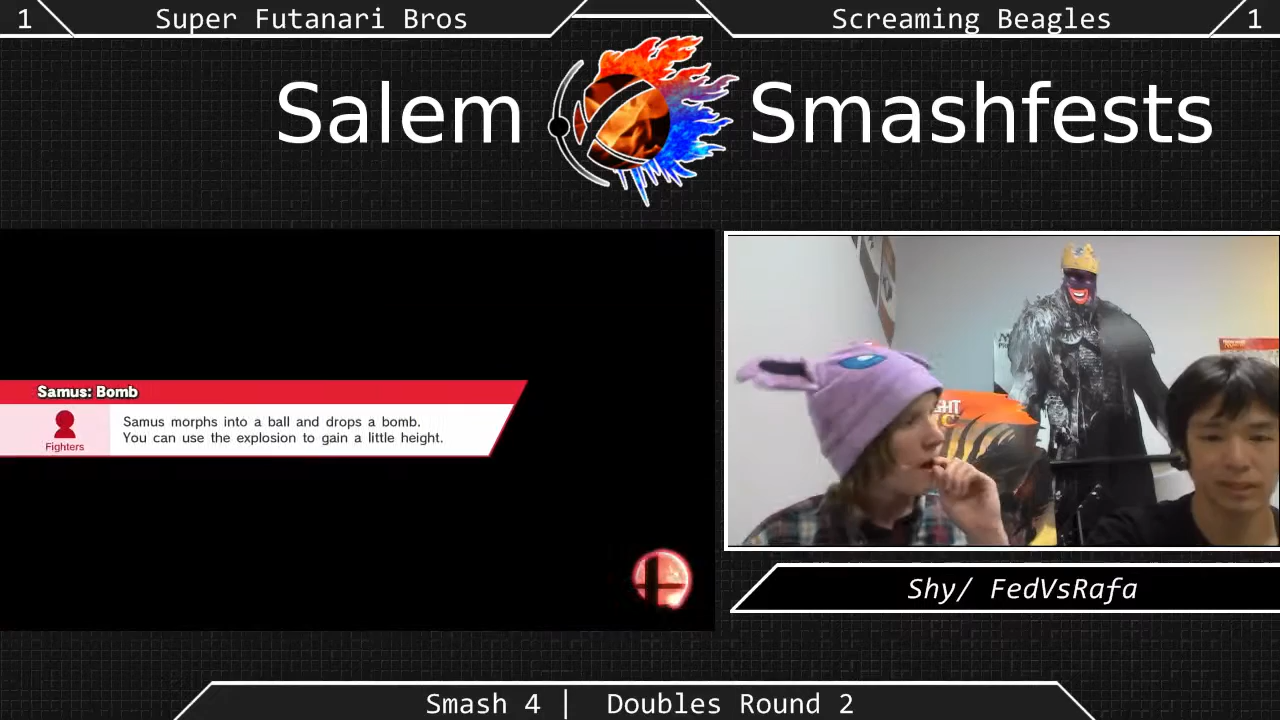 1 Super Futanari Bros
Screaming Beagles 1
Salem Smashfests
Samus: Bomb
Fighters
Samus morphs into a ball and drops a bomb.
You can use the explosion to gain a little height.
Shy/ FedVsRafa
Smash 4 | Doubles Round 2